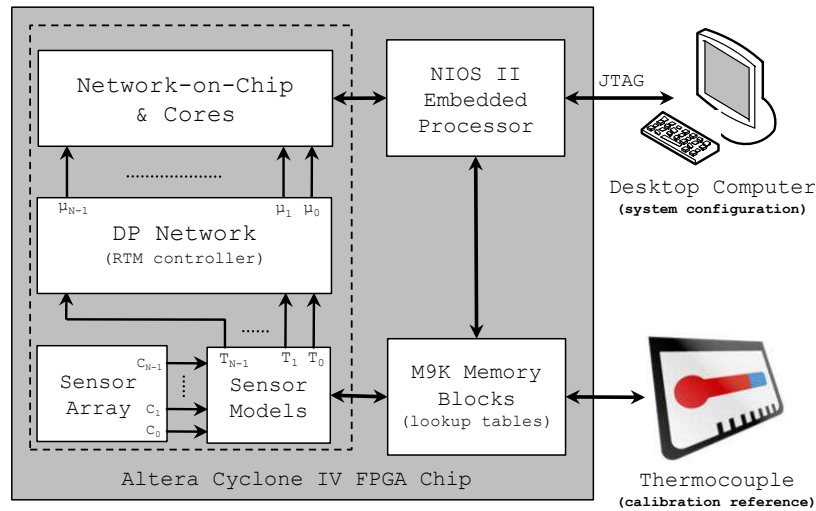 Network-on-Chip
& Cores
NIOS II
Embedded
Processor
JTAG
Desktop Computer
(system configuration)
μN-1
μ1
μ0
DP Network
(RTM controller)
TN-1
T1
T0
Sensor
Array
CN-1
C1
C0
Sensor
Models
M9K Memory
Blocks
(lookup tables)
Altera Cyclone IV FPGA Chip
Thermocouple
(calibration reference)